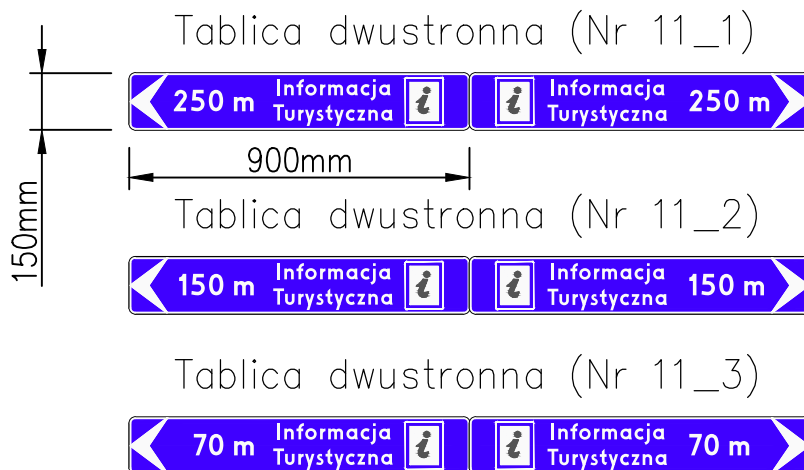 Tablica dwustronna (Nr 11_1)
250 m Informacja Turystyczna i
i Informacja Turystyczna 250 m
900mm
150mm
Tablica dwustronna (Nr 11_2)
150 m Informacja Turystyczna i
i Informacja Turystyczna 150 m
Tablica dwustronna (Nr 11_3)
70 m Informacja Turystyczna i
i Informacja Turystyczna 70 m